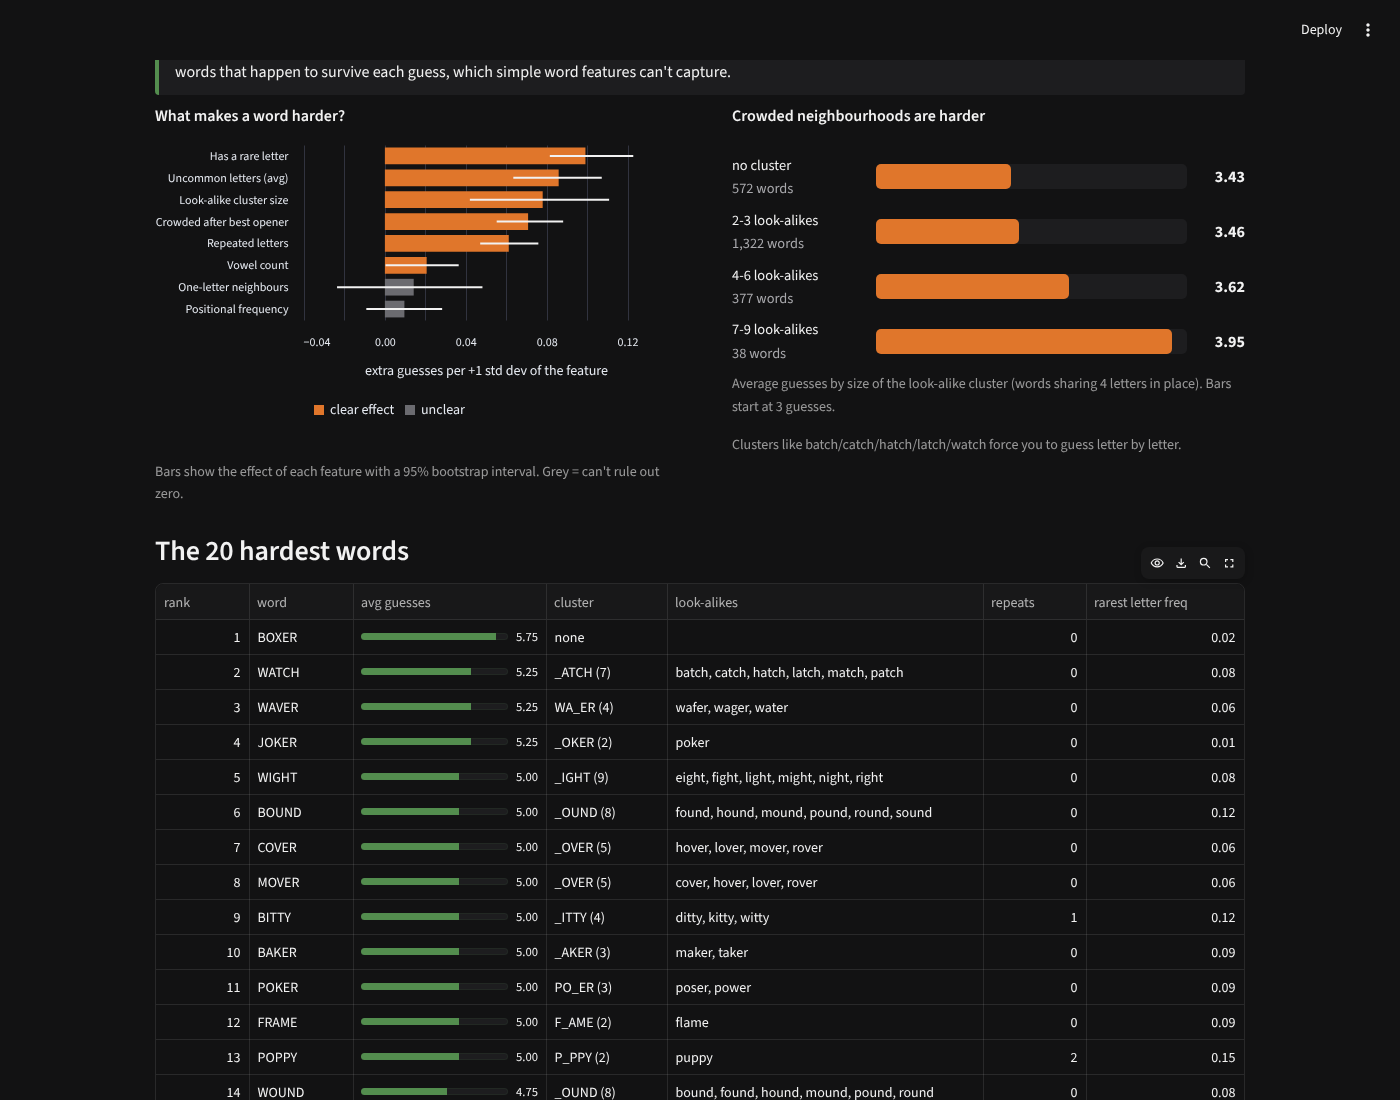 Deploy
words that happen to survive each guess, which simple word features can't capture.
What makes a word harder?
Has a rare letter
Uncommon letters (avg)
Look-alike cluster size
Crowded after best opener
Repeated letters
Vowel count
One-letter neighbours
Positional frequency
−0.04 0.00 0.04 0.08 0.12
extra guesses per +1 std dev of the feature
clear effect unclear
Bars show the effect of each feature with a 95% bootstrap interval. Grey = can't rule out
zero.
Crowded neighbourhoods are harder
no cluster
572 words
3.43
2-3 look-alikes
1,322 words
3.46
4-6 look-alikes
377 words
3.62
7-9 look-alikes
38 words
3.95
Average guesses by size of the look-alike cluster (words sharing 4 letters in place). Bars
start at 3 guesses.
Clusters like batch/catch/hatch/latch/watch force you to guess letter by letter.
The 20 hardest words
rank word avg guesses cluster look-alikes repeats rarest letter freq
1 BOXER 5.75 none 0 0.02
2 WATCH 5.25 _ATCH (7) batch, catch, hatch, latch, match, patch 0 0.08
3 WAVER 5.25 WA_ER (4) wafer, wager, water 0 0.06
4 JOKER 5.25 _OKER (2) poker 0 0.01
5 WIGHT 5.00 _IGHT (9) eight, fight, light, might, night, right 0 0.08
6 BOUND 5.00 _OUND (8) found, hound, mound, pound, round, sound 0 0.12
7 COVER 5.00 _OVER (5) hover, lover, mover, rover 0 0.06
8 MOVER 5.00 _OVER (5) cover, hover, lover, rover 0 0.06
9 BITTY 5.00 _ITTY (4) ditty, kitty, witty 1 0.12
10 BAKER 5.00 _AKER (3) maker, taker 0 0.09
11 POKER 5.00 PO_ER (3) poser, power 0 0.09
12 FRAME 5.00 F_AME (2) flame 0 0.09
13 POPPY 5.00 P_PPY (2) puppy 2 0.15
14 WOUND 4.75 _OUND (8) bound, found, hound, mound, pound, round 0 0.08